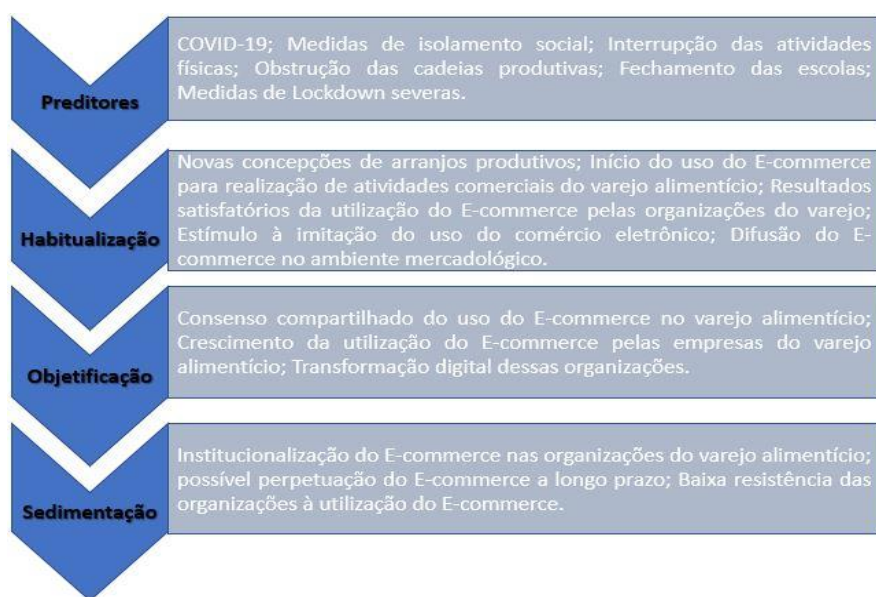 Preditores
COVID-19; Medidas de isolamento social; Interrupção das atividades
físicas; Obstrução das cadeias produtivas; Fechamento das escolas;
Medidas de Lockdown severas.
Habitualização
Novas concepções de arranjos produtivos; Início do uso do E-commerce
para realização de atividades comerciais do varejo alimentício; Resultados
satisfatórios da utilização do E-commerce pelas organizações do varejo;
Estímulo à imitação do uso do comércio eletrônico; Difusão do E-
commerce no ambiente mercadológico.
Objetificação
Consenso compartilhado do uso do E-commerce no varejo alimentício;
Crescimento da utilização do E-commerce pelas empresas do varejo
alimentício; Transformação digital dessas organizações.
Sedimentação
Institucionalização do E-commerce nas organizações do varejo alimentício;
possível perpetuação do E-commerce a longo prazo; Baixa resistência das
organizações à utilização do E-commerce.